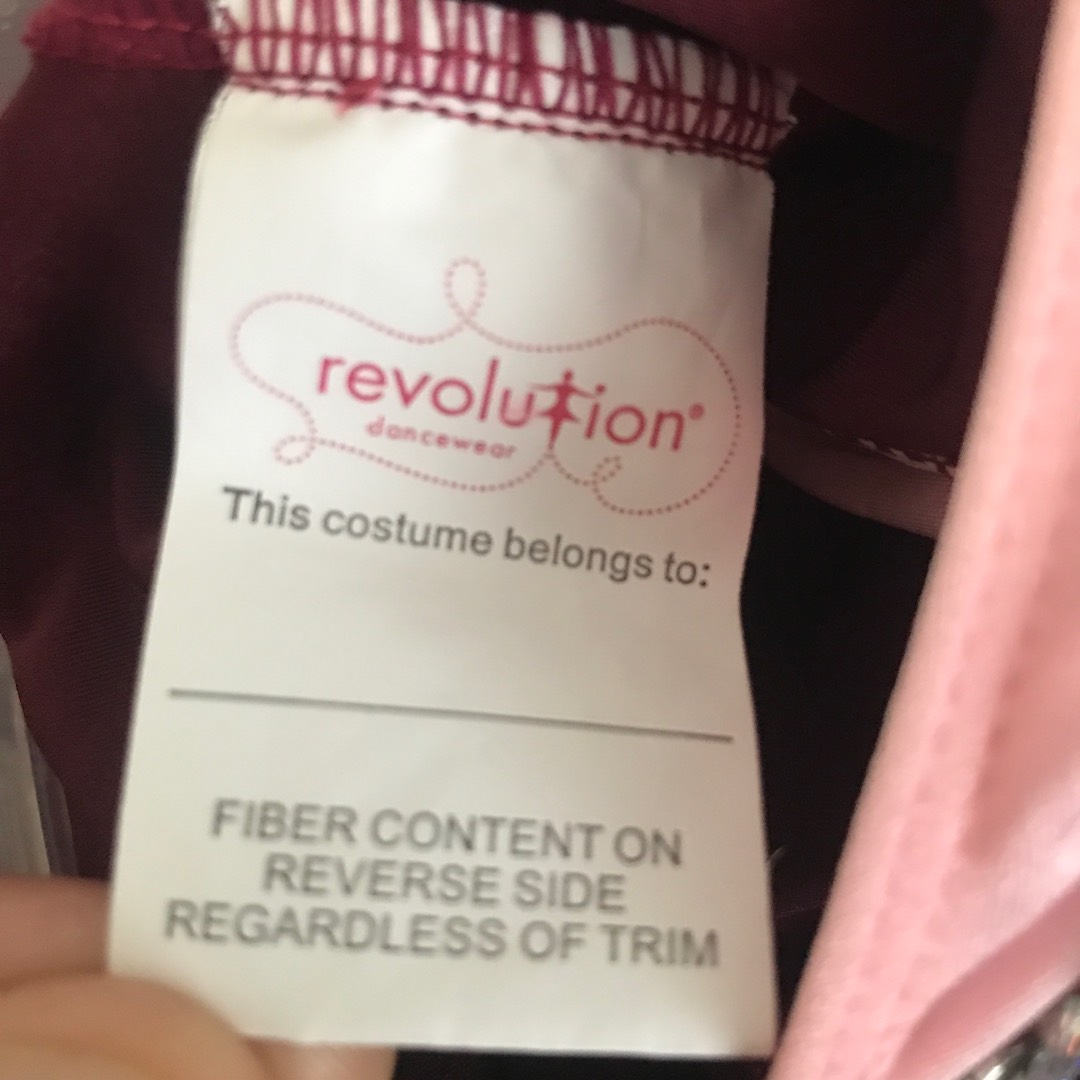 revolution®
dancewear
This costume belongs to:
FIBER CONTENT ON
REVERSE SIDE
REGARDLESS OF TRIM